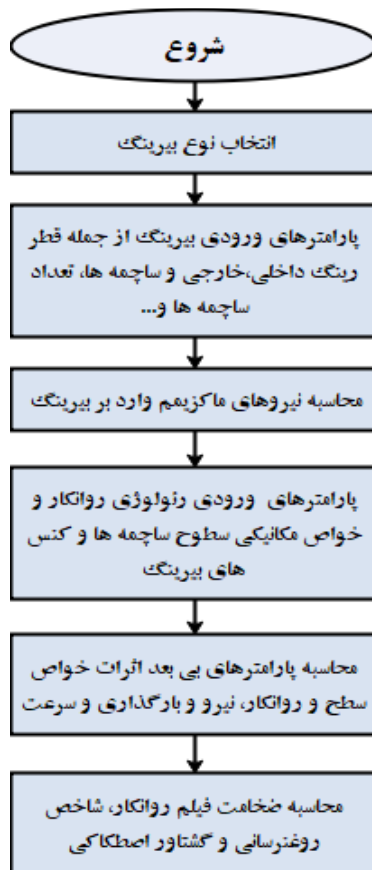 شروع
انتخاب نوع بیرینگ
پارامترهای ورودی بیرینگ از جمله قطر
رینگ داخلی،خارجی و ساچمه ها، تعداد
ساچمه ها و...
محاسبه نیروهای ماکزیمم وارد بر بیرینگ
پارامترهای ورودی رئولوژی روانکار و
خواص مکانیکی سطوح ساچمه ها و کنس
های بیرینگ
محاسبه پارامترهای بی بعد اثرات خواص
سطح و روانکار، نیرو و بارگذاری و سرعت
محاسبه ضخامت فیلم روانکار، شاخص
روغنرسانی و گشتاور اصطکاکی